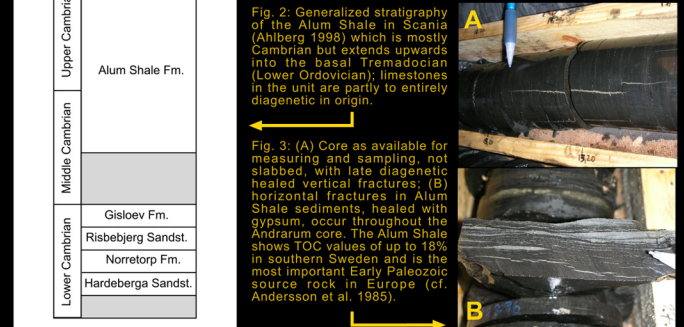 Upper Cambrian
Alum Shale Fm.
Middle Cambrian
Gisloev Fm.
Risbebjerg Sandst.
Norretorp Fm.
Hardeberga Sandst.
Lower Cambrian
Fig. 2: Generalized stratigraphy
of the Alum Shale in Scania
(Ahlberg 1998) which is mostly
Cambrian but extends upwards
into the basal Tremadocian
(Lower Ordovician); limestones
in the unit are partly to entirely
diagenetic in origin.
Fig. 3: (A) Core as available for
measuring and sampling, not
slabbed, with late diagenetic
healed vertical fractures; (B)
horizontal fractures in Alum
Shale sediments, healed with
gypsum, occur throughout the
Andrarum core. The Alum Shale
shows TOC values of up to 18%
in southern Sweden and is the
most important Early Paleozoic
source rock in Europe (cf.
Andersson et al. 1985).
A
13,20
B